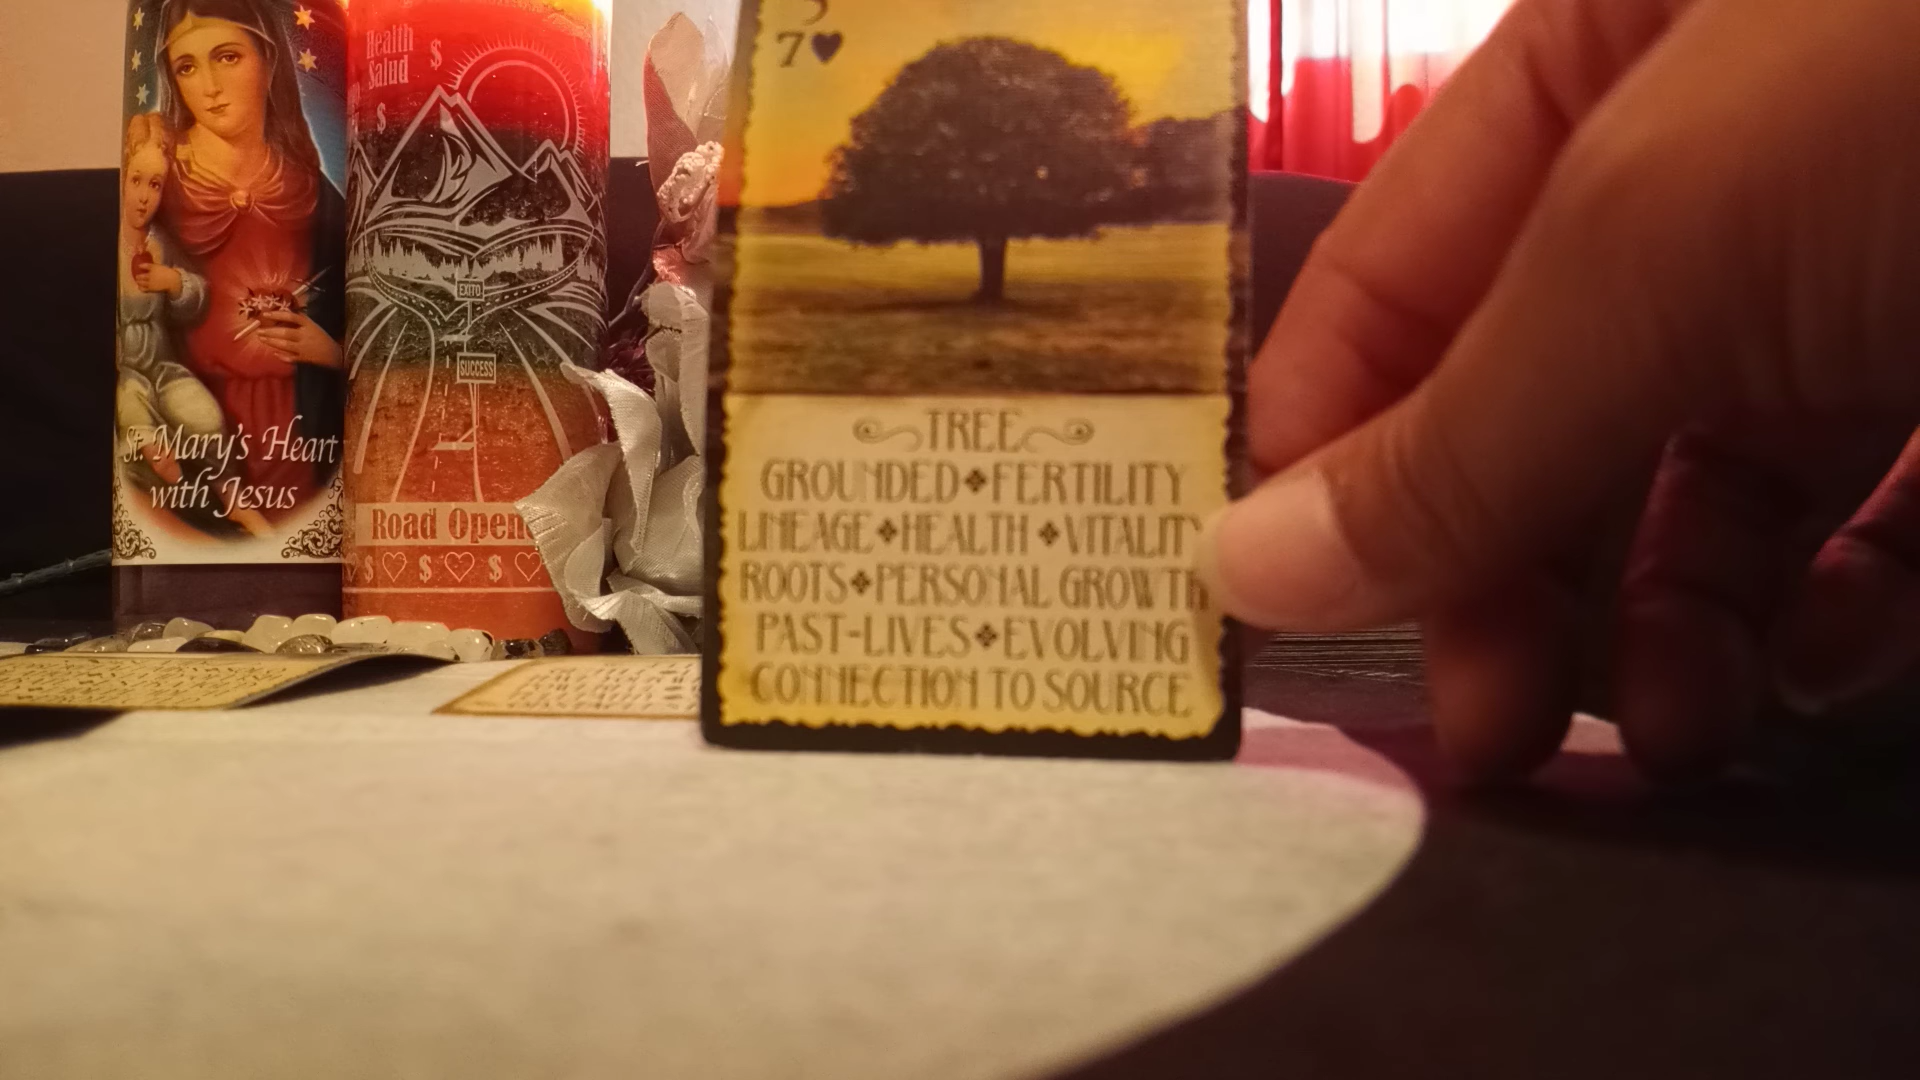 Health
Salud
$
$
EXITO
SUCCESS
Road Open
$ $ $
St. Mary's Heart
with Jesus
5
7♥
TREE
GROUNDED❖FERTILITY
LINEAGE❖HEALTH❖VITALITY
ROOTS❖PERSONAL GROWTH
PAST-LIVES❖EVOLVING
CONNECTION TO SOURCE